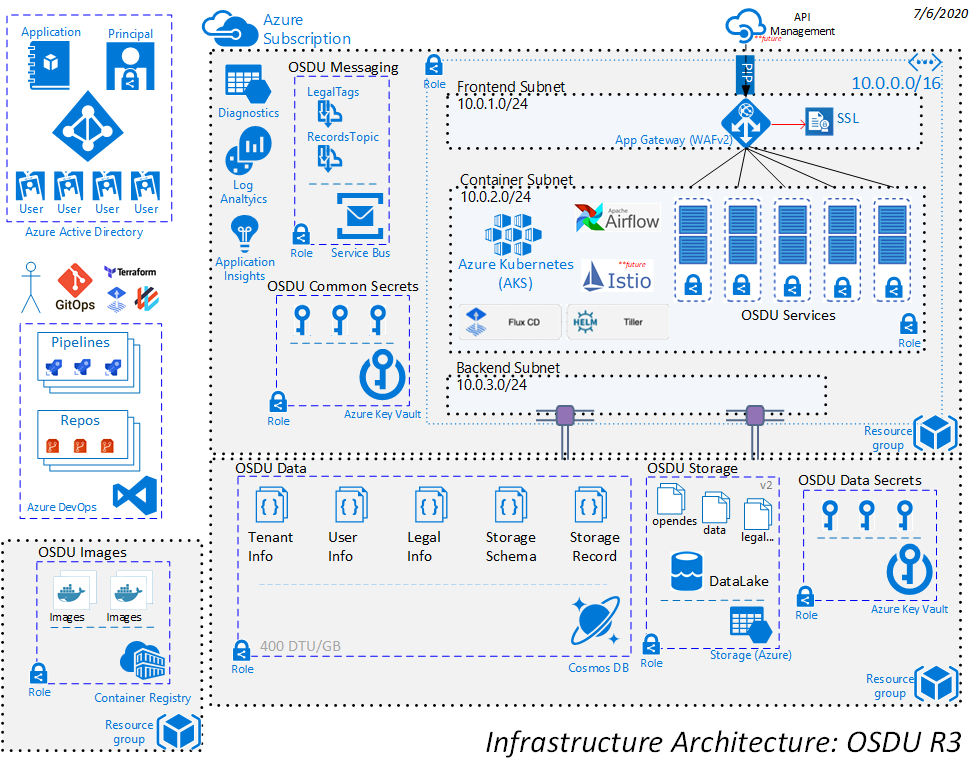 7/6/2020
Application
Principal
User
User
User
User
Azure Active Directory
GitOps
Terraform
Pipelines
Repos
Azure DevOps
OSDU Images
Images
Images
Role
Container Registry
Resource
group
Azure
Subscription
API
Management
**future
Diagnostics
Log
Analtyics
Application
Insights
OSDU Messaging
LegalTags
RecordsTopic
Role
Service Bus
OSDU Common Secrets
Role
Azure Key Vault
Role
10.0.0.0/16
PIP
Frontend Subnet
10.0.1.0/24
App Gateway (WAFv2)
SSL
Container Subnet
10.0.2.0/24
Azure Kubernetes
(AKS)
Apache
Airflow
**future
Istio
Flux CD
HELM
Tiller
OSDU Services
Role
Backend Subnet
10.0.3.0/24
Resource
group
OSDU Data
Tenant
Info
User
Info
Legal
Info
Storage
Schema
Storage
Record
400 DTU/GB
Role
Cosmos DB
OSDU Storage
v2
opendes
data
legal...
DataLake
Role
Storage (Azure)
OSDU Data Secrets
Role
Azure Key Vault
Resource
group
Infrastructure Architecture: OSDU R3